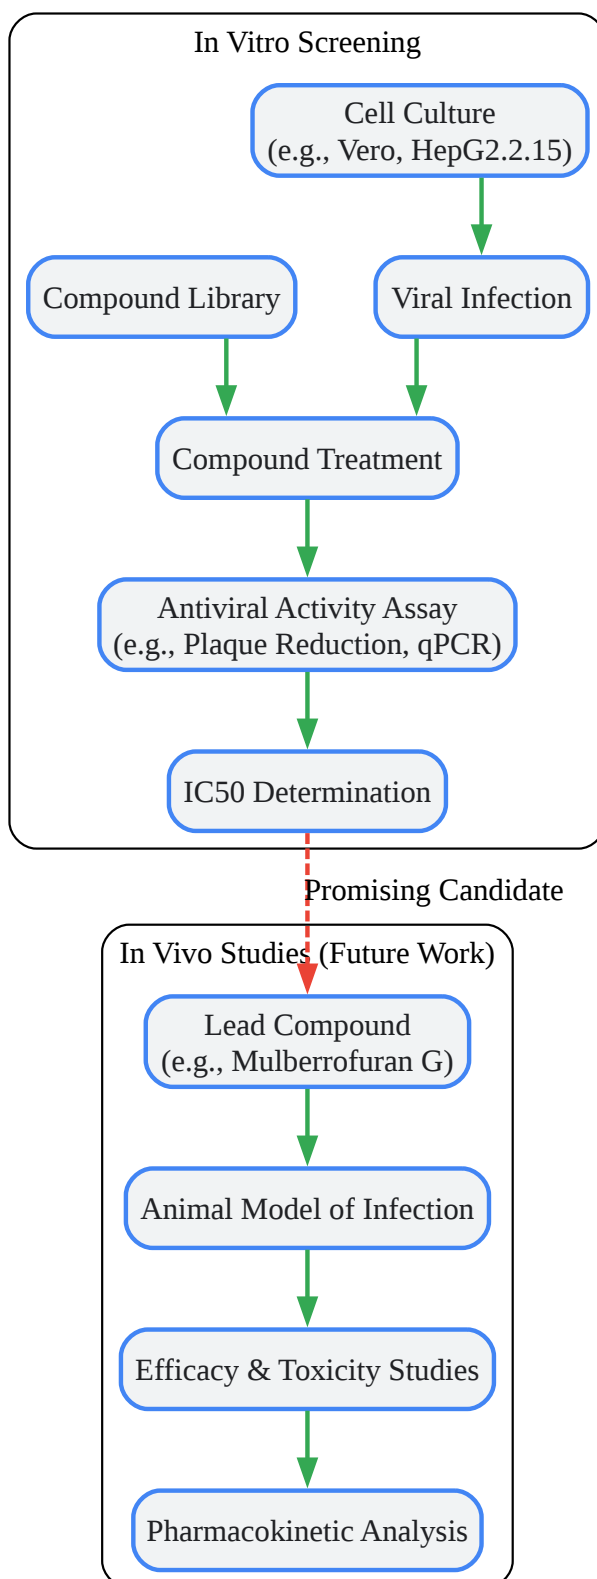 In Vitro Screening
Cell Culture
(e.g., Vero, HepG2.2.15)
Compound Library
Viral Infection
Compound Treatment
Antiviral Activity Assay
(e.g., Plaque Reduction, qPCR)
IC50 Determination
Promising Candidate
In Vivo Studies (Future Work)
Lead Compound
(e.g., Mulberrofuran G)
Animal Model of Infection
Efficacy & Toxicity Studies
Pharmacokinetic Analysis